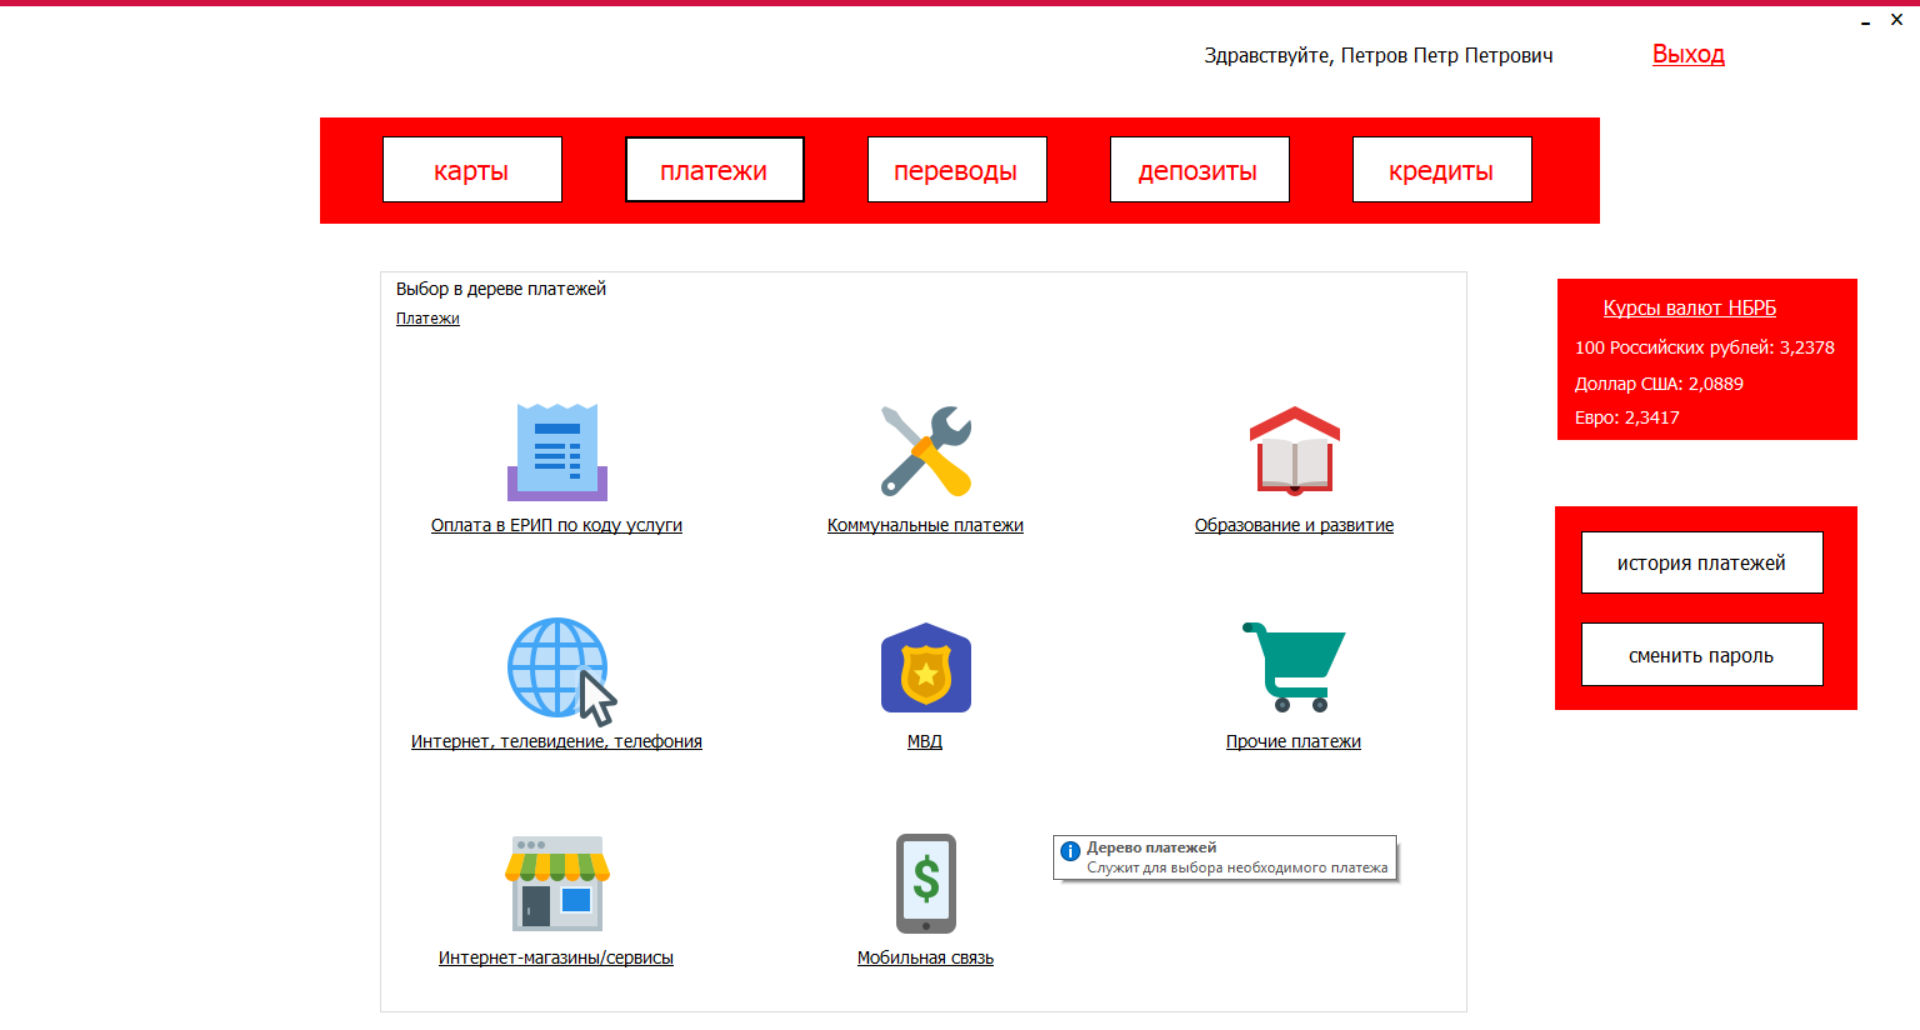 Здравствуйте, Петров Петр Петрович
Выход
карты
платежи
переводы
депозиты
кредиты
Выбор в дереве платежей
Платежи
Оплата в ЕРИП по коду услуги
Коммунальные платежи
Образование и развитие
Интернет, телевидение, телефония
МВД
Прочие платежи
Интернет-магазины/сервисы
$
Мобильная связь
Дерево платежей
Служит для выбора необходимого платежа
Курсы валют НБРБ
100 Российских рублей: 3,2378
Доллар США: 2,0889
Евро: 2,3417
история платежей
сменить пароль